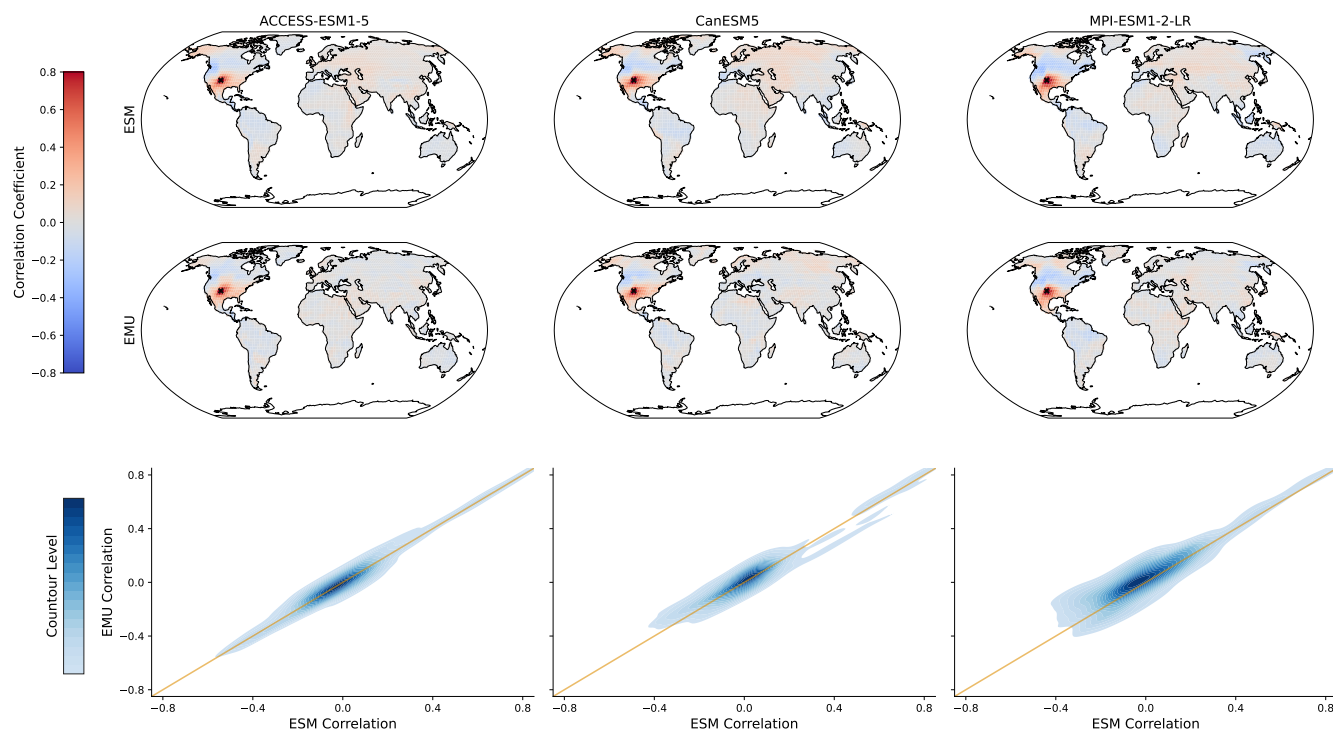 ACCESS-ESM1-5 CanESM5 MPI-ESM1-2-LR
ESM
EMU
Correlation Coefficient
0.8
0.6
0.4
0.2
0.0
−0.2
−0.4
−0.6
−0.8
Countour Level
EMU Correlation
0.8
0.4
0.0
−0.4
−0.8
−0.8 −0.4 0.0 0.4 0.8 −0.8 −0.4 0.0 0.4 0.8 −0.8 −0.4 0.0 0.4 0.8
ESM Correlation ESM Correlation ESM Correlation